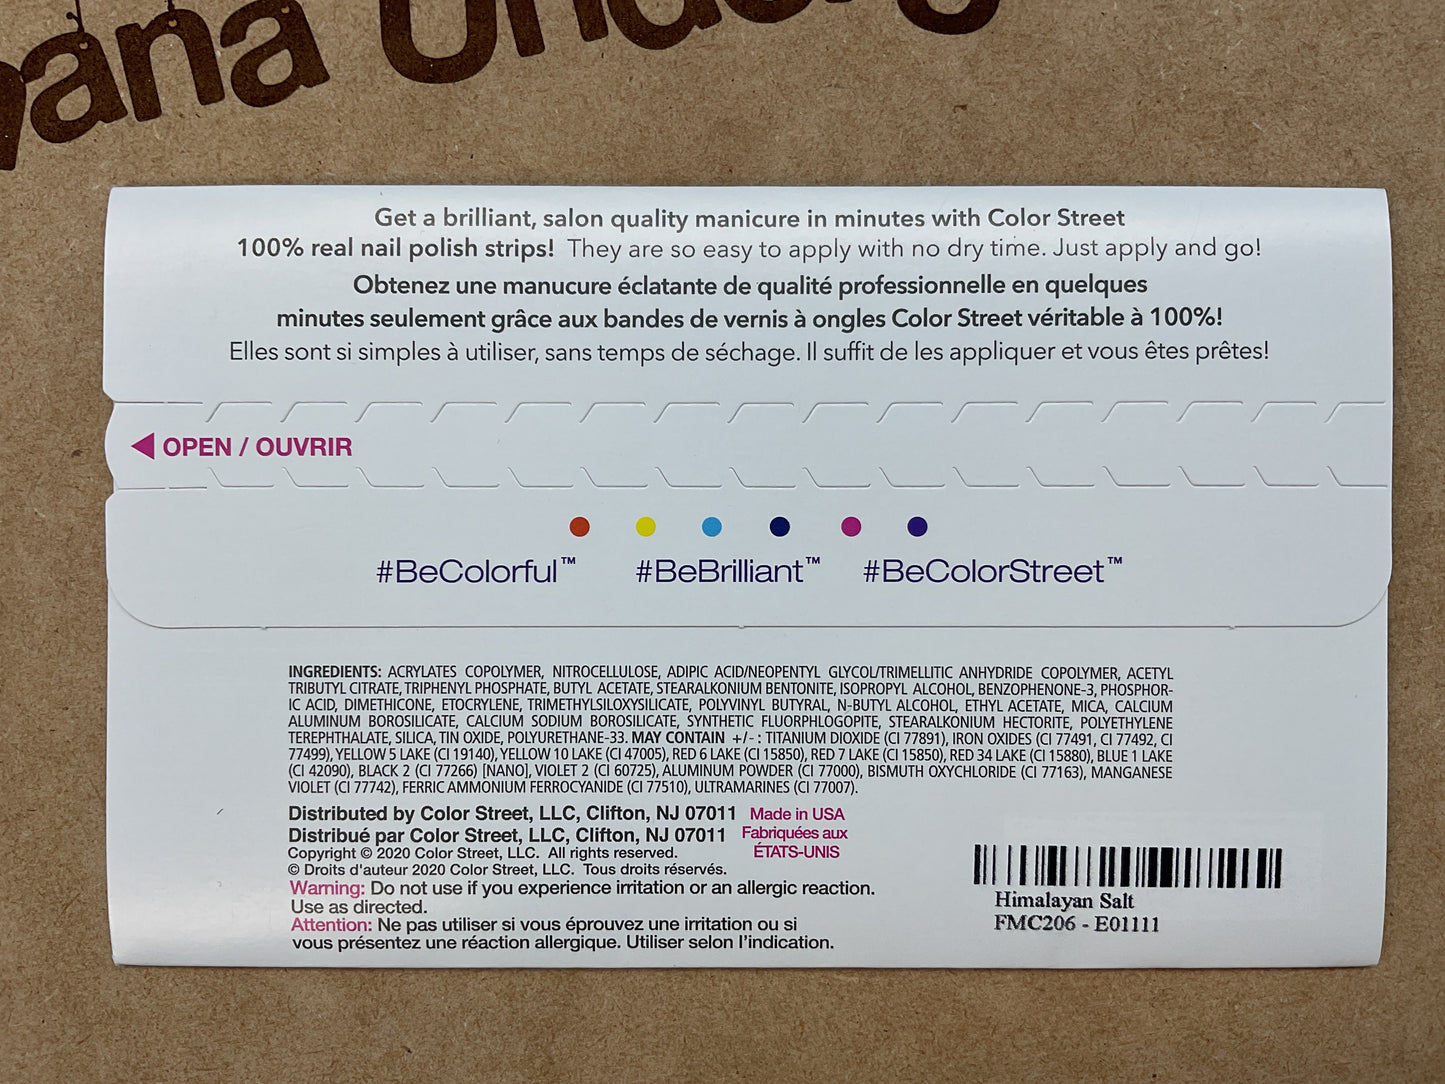 Get a brilliant, salon quality manicure in minutes with Color Street
100% real nail polish strips! They are so easy to apply with no dry time. Just apply and go!
Obtenez une manucure éclatante de qualité professionnelle en quelques
minutes seulement grâce aux bandes de vernis à ongles Color Street véritable à 100%!
Elles sont si simples à utiliser, sans temps de séchage. Il suffit de les appliquer et vous êtes prêtes!
OPEN / OUVRIR
#BeColorful™ #BeBrilliant™ #BeColorStreet™
INGREDIENTS: ACRYLATES COPOLYMER, NITROCELLULOSE, ADIPIC ACID/NEOPENTYL GLYCOL/TRIMELLITIC ANHYDRIDE COPOLYMER, ACETYL
TRIBUTYL CITRATE, TRIPHENYL PHOSPHATE, BUTYL ACETATE, STEARALKONIUM BENTONITE, ISOPROPYL ALCOHOL, BENZOPHENONE-3, PHOSPHOR-
IC ACID, DIMETHICONE, ETOCRYLENE, TRIMETHYLSILOXYSILICATE, POLYVINYL BUTYRAL, N-BUTYL ALCOHOL, ETHYL ACETATE, MICA, CALCIUM
ALUMINUM BOROSILICATE, CALCIUM SODIUM BOROSILICATE, SYNTHETIC FLUORPHLOGOPITE, STEARALKONIUM HECTORITE, POLYETHYLENE
TEREPHTHALATE, SILICA, TIN OXIDE, POLYURETHANE-33. MAY CONTAIN +/- : TITANIUM DIOXIDE (CI 77891), IRON OXIDES (CI 77491, CI 77492, CI
77499), YELLOW 5 LAKE (CI 19140), YELLOW 10 LAKE (CI 47005), RED 6 LAKE (CI 15850), RED 7 LAKE (CI 15850), RED 34 LAKE (CI 15880), BLUE 1 LAKE
(CI 42090), BLACK 2 (CI 77266) [NANO], VIOLET 2 (CI 60725), ALUMINUM POWDER (CI 77000), BISMUTH OXYCHLORIDE (CI 77163), MANGANESE
VIOLET (CI 77742), FERRIC AMMONIUM FERROCYANIDE (CI 77510), ULTRAMARINES (CI 77007).
Distributed by Color Street, LLC, Clifton, NJ 07011 Made in USA
Distribué par Color Street, LLC, Clifton, NJ 07011 Fabriquées aux
ÉTATS-UNIS
Copyright © 2020 Color Street, LLC. All rights reserved.
© Droits d'auteur 2020 Color Street, LLC. Tous droits réservés.
Warning: Do not use if you experience irritation or an allergic reaction.
Use as directed.
Attention: Ne pas utiliser si vous éprouvez une irritation ou si
vous présentez une réaction allergique. Utiliser selon l'indication.
Himalayan Salt
FMC206 - E01111